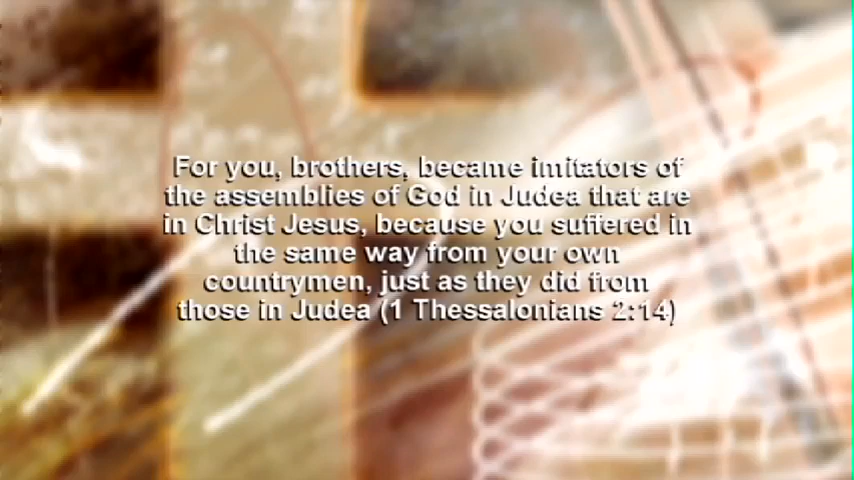 For you, brothers, became imitators of
the assemblies of God in Judea that are
in Christ Jesus, because you suffered in
the same way from your own
countrymen, just as they did from
those in Judea (1 Thessalonians 2:14)